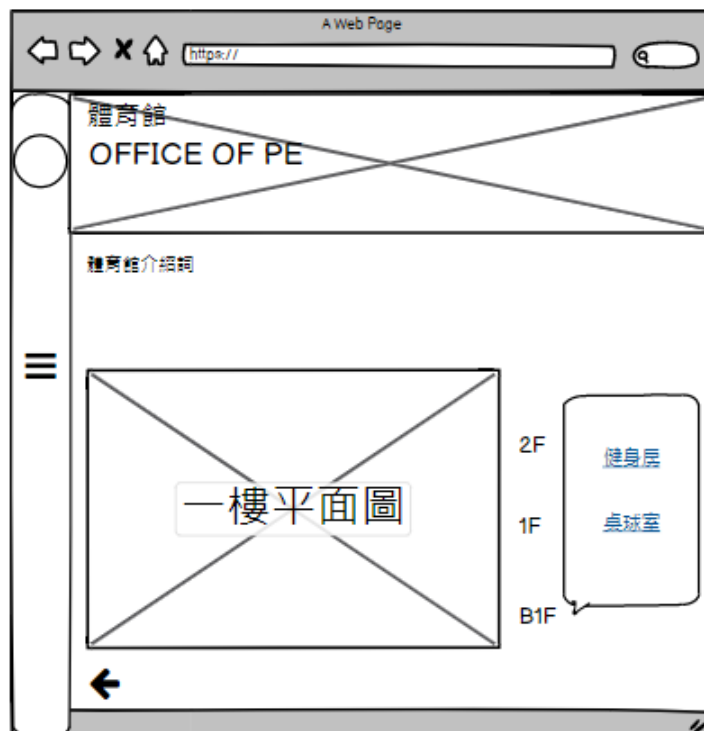 A Web Page
https://
體育館
OFFICE OF PE
體育館介紹詞
一樓平面圖
2F
健身房
1F
桌球室
B1F